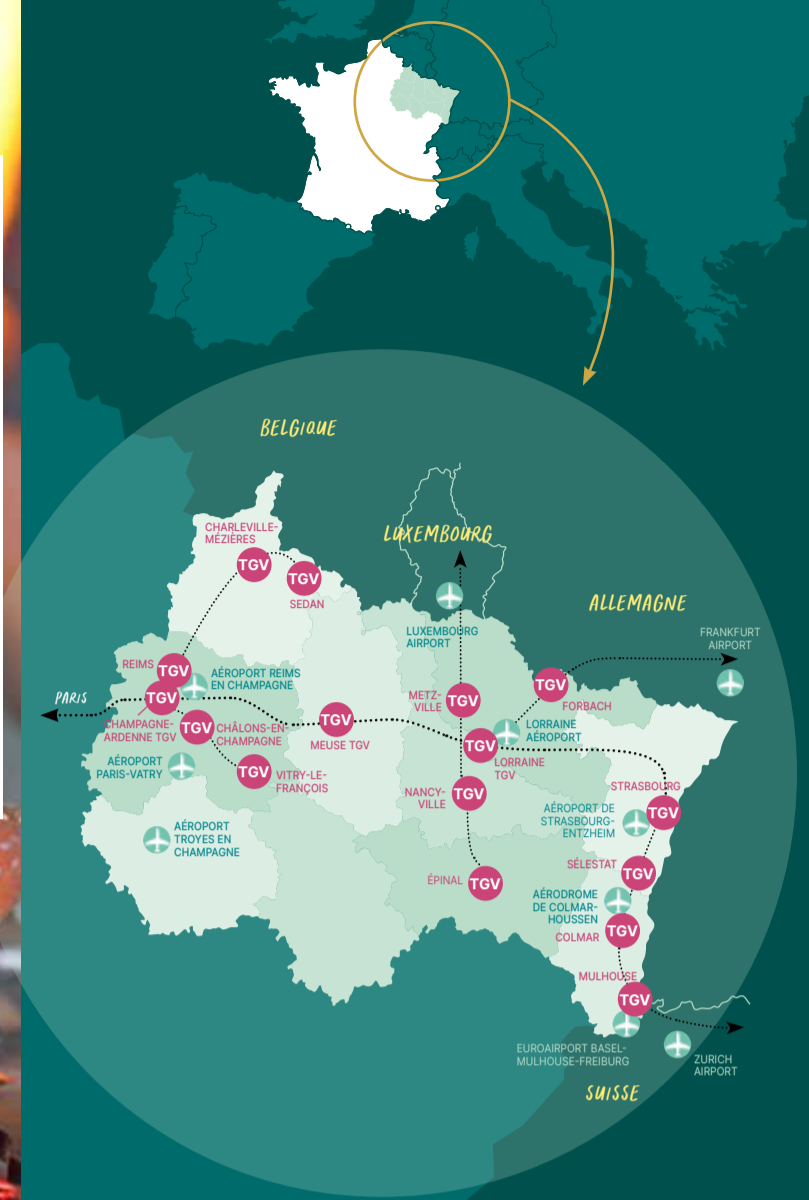 BELGIQUE
LUXEMBOURG
ALLEMAGNE
CHARLEVILLE-
MÉZIÈRES
TGV
TGV
SEDAN
LUXEMBOURG
AIRPORT
FRANKFURT
AIRPORT
REIMS
TGV
AÉROPORT REIMS
EN CHAMPAGNE
PARIS
TGV
CHAMPAGNE-
ARDENNE TGV
TGV
CHÂLONS-EN-
CHAMPAGNE
TGV
MEUSE TGV
METZ-
VILLE
TGV
TGV
FORBACH
LORRAINE
AÉROPORT
TGV
LORRAINE
TGV
AÉROPORT
PARIS-VATRY
TGV
VITRY-LE-
FRANÇOIS
NANCY-
VILLE
TGV
STRASBOURG
TGV
AÉROPORT DE
STRASBOURG-
ENTZHEIM
AÉROPORT
TROYES EN
CHAMPAGNE
ÉPINAL
TGV
SÉLESTAT
TGV
AÉRODROME
DE COLMAR-
HOUSSEN
COLMAR
TGV
MULHOUSE
TGV
EUROAIRPORT BASEL-
MULHOUSE-FREIBURG
ZURICH
AIRPORT
SUISSE